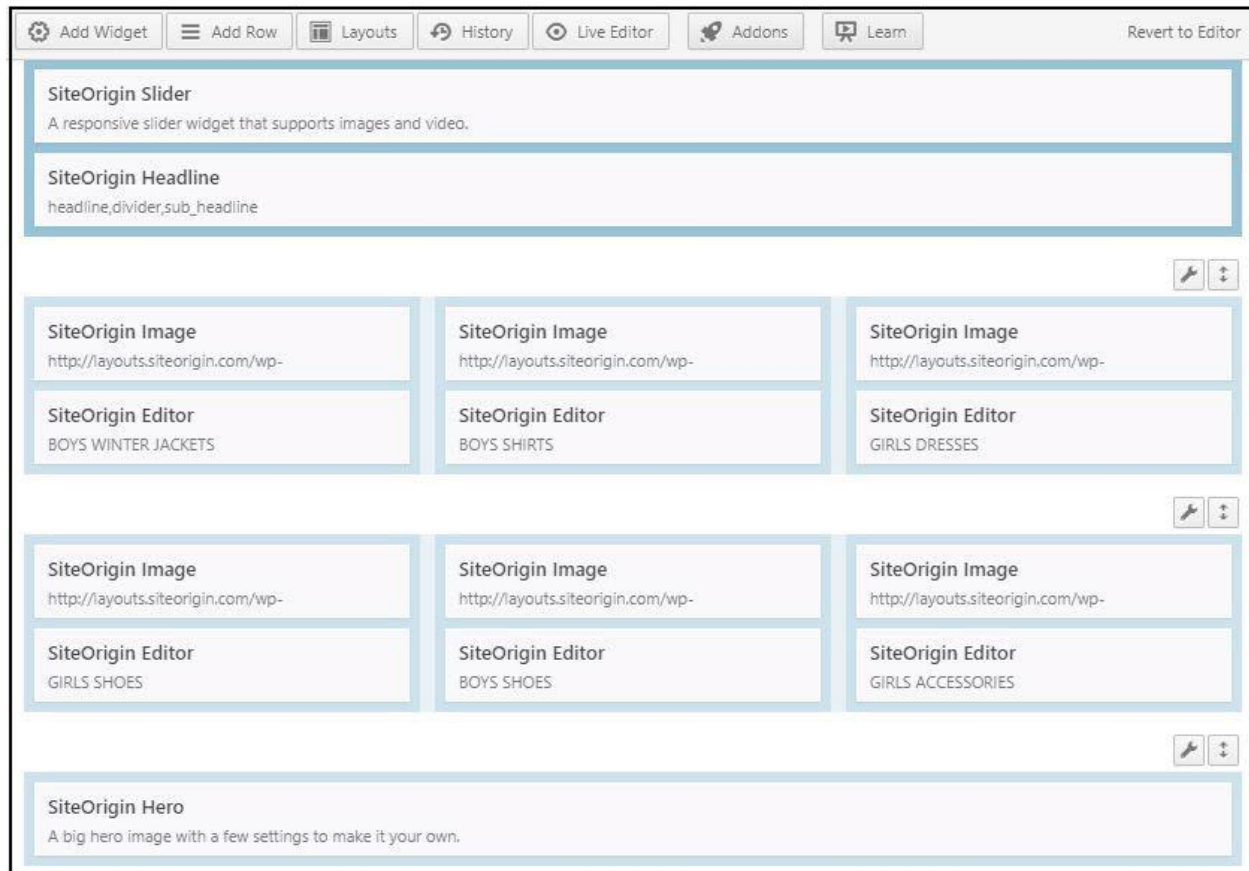 Add Widget Add Row Layouts History Live Editor Addons Learn Revert to Editor
SiteOrigin Slider
A responsive slider widget that supports images and video.
SiteOrigin Headline
headline,divider,sub_headline
SiteOrigin Image SiteOrigin Image SiteOrigin Image
http://layouts.siteorigin.com/wp- http://layouts.siteorigin.com/wp- http://layouts.siteorigin.com/wp-
SiteOrigin Editor SiteOrigin Editor SiteOrigin Editor
BOYS WINTER JACKETS BOYS SHIRTS GIRLS DRESSES
SiteOrigin Image SiteOrigin Image SiteOrigin Image
http://layouts.siteorigin.com/wp- http://layouts.siteorigin.com/wp- http://layouts.siteorigin.com/wp-
SiteOrigin Editor SiteOrigin Editor SiteOrigin Editor
GIRLS SHOES BOYS SHOES GIRLS ACCESSORIES
SiteOrigin Hero
A big hero image with a few settings to make it your own.